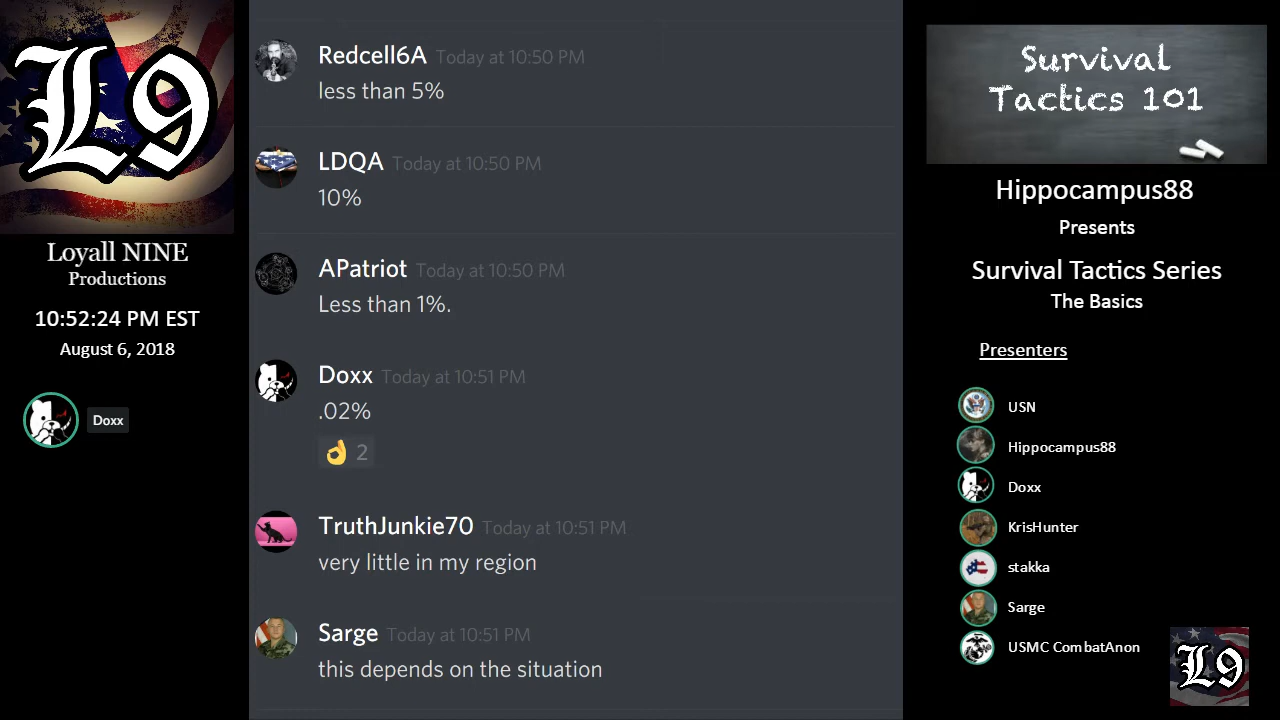 L9
Loyall NINE
Productions
10:52:24 PM EST
August 6, 2018
Doxx
Redcell6A Today at 10:50 PM
less than 5%
LDQA Today at 10:50 PM
10%
APatriot Today at 10:50 PM
Less than 1%.
Doxx Today at 10:51 PM
.02%
👌 2
TruthJunkie70 Today at 10:51 PM
very little in my region
Sarge Today at 10:51 PM
this depends on the situation
Survival
Tactics 101
Hippocampus88
Presents
Survival Tactics Series
The Basics
Presenters
USN
Hippocampus88
Doxx
KrisHunter
stakka
Sarge
USMC CombatAnon
L9